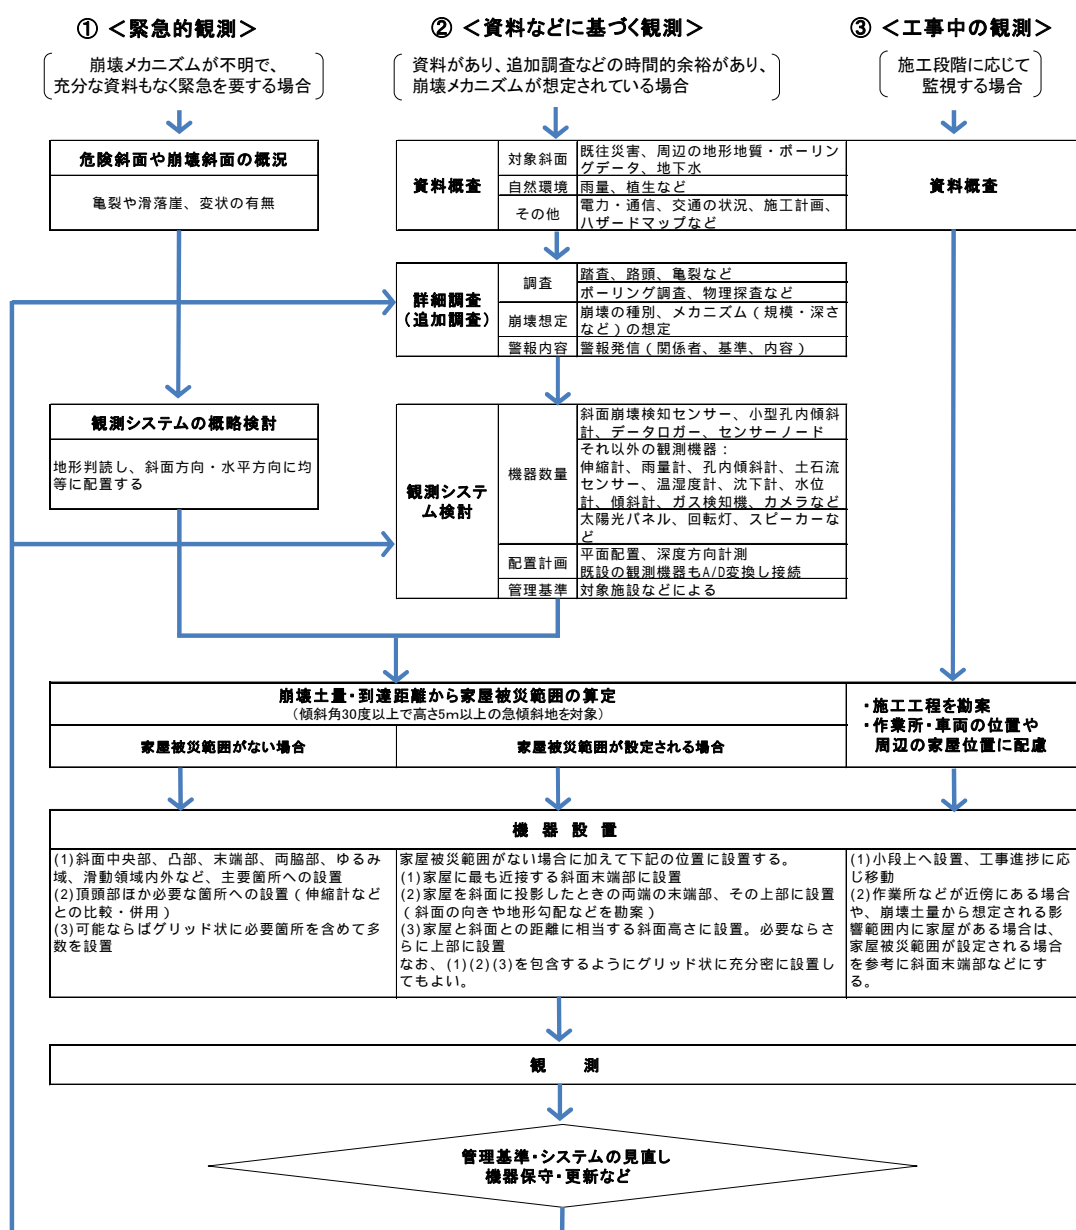 ① ＜緊急的観測＞
崩壊メカニズムが不明で、
充分な資料もなく緊急を要する場合
② ＜資料などに基づく観測＞
資料があり、追加調査などの時間的余裕があり、
崩壊メカニズムが想定されている場合
③ ＜工事中の観測＞
施工段階に応じて
監視する場合
危険斜面や崩壊斜面の概況
亀裂や滑落崖、変状の有無
資料概査
対象斜面
既往災害、周辺の地形地質・ボーリン
グデータ、地下水
自然環境
雨量、植生など
その他
電力・通信、交通の状況、施工計画、
ハザードマップなど
資料概査
詳細調査
（追加調査）
調査
踏査、路頭、亀裂など
ボーリング調査、物理探査など
崩壊想定
崩壊の種別、メカニズム（規模・深さ
など）の想定
警報内容
警報発信（関係者、基準、内容）
観測システムの概略検討
地形判読し、斜面方向・水平方向に均
等に配置する
観測システ
ム検討
機器数量
斜面崩壊検知センサー、小型孔内傾斜
計、データロガー、センサーノード
それ以外の観測機器：
伸縮計、雨量計、孔内傾斜計、土石流
センサー、温湿度計、沈下計、水位
計、傾斜計、ガス検知機、カメラなど
太陽光パネル、回転灯、スピーカーな
ど
配置計画
平面配置、深度方向計測
既設の観測機器もA/D変換し接続
管理基準
対象施設などによる
崩壊土量・到達距離から家屋被災範囲の算定
（傾斜角30度以上で高さ5m以上の急傾斜地を対象）
家屋被災範囲がない場合
家屋被災範囲が設定される場合
・施工工程を勘案
・作業所・車両の位置や
周辺の家屋位置に配慮
機 器 設 置
(1)斜面中央部、凸部、末端部、両脇部、ゆるみ
域、滑動領域内外など、主要箇所への設置
(2)頂頭部ほか必要な箇所への設置（伸縮計など
との比較・併用）
(3)可能ならばグリッド状に必要箇所を含めて多
数を設置
家屋被災範囲がない場合に加えて下記の位置に設置する。
(1)家屋に最も近接する斜面末端部に設置
(2)家屋を斜面に投影したときの両端の末端部、その上部に設置
（斜面の向きや地形勾配などを勘案）
(3)家屋と斜面との距離に相当する斜面高さに設置。必要ならさ
らに上部に設置
なお、(1)(2)(3)を包含するようにグリッド状に充分密に設置し
てもよい。
(1)小段上へ設置、工事進捗に応
じ移動
(2)作業所などが近傍にある場合
や、崩壊土量から想定される影
響範囲内に家屋がある場合は、
家屋被災範囲が設定される場合
を参考に斜面末端部などにす
る。
観 測
管理基準・システムの見直し
機器保守・更新など